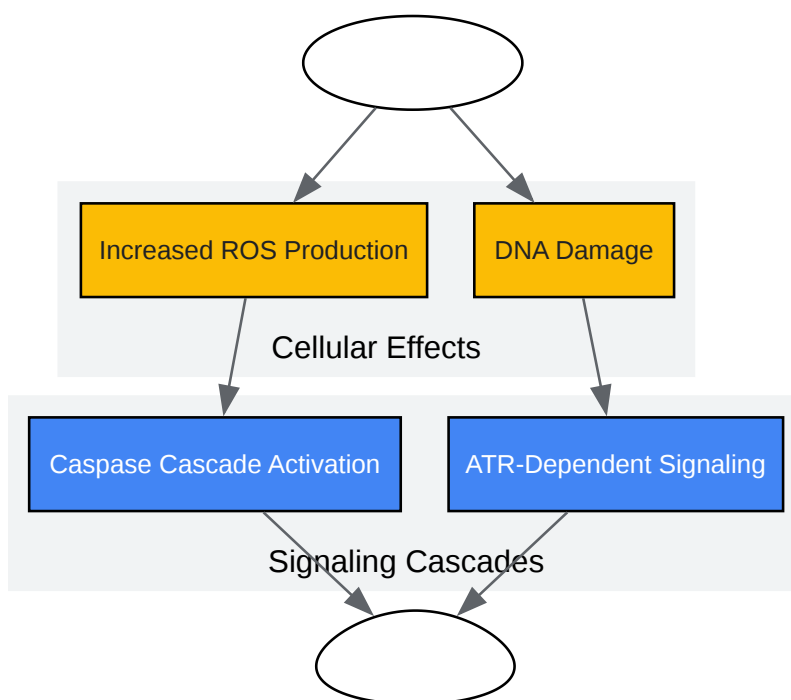 Increased ROS Production
DNA Damage
Cellular Effects
Caspase Cascade Activation
ATR-Dependent Signaling
Signaling Cascades